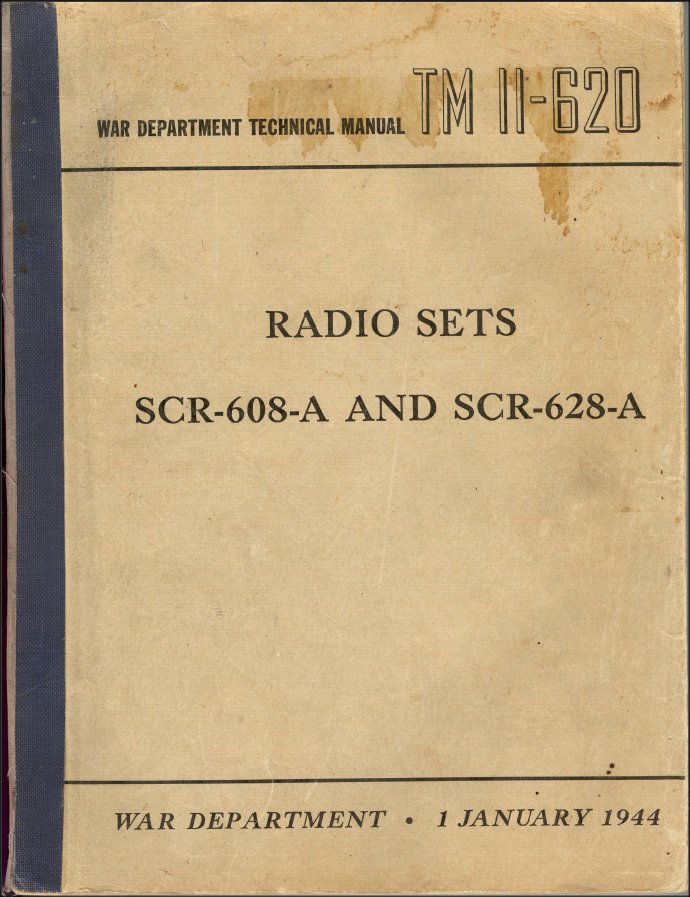 WAR DEPARTMENT TECHNICAL MANUAL TM 11-620
RADIO SETS
SCR-608-A AND SCR-628-A
WAR DEPARTMENT • 1 JANUARY 1944